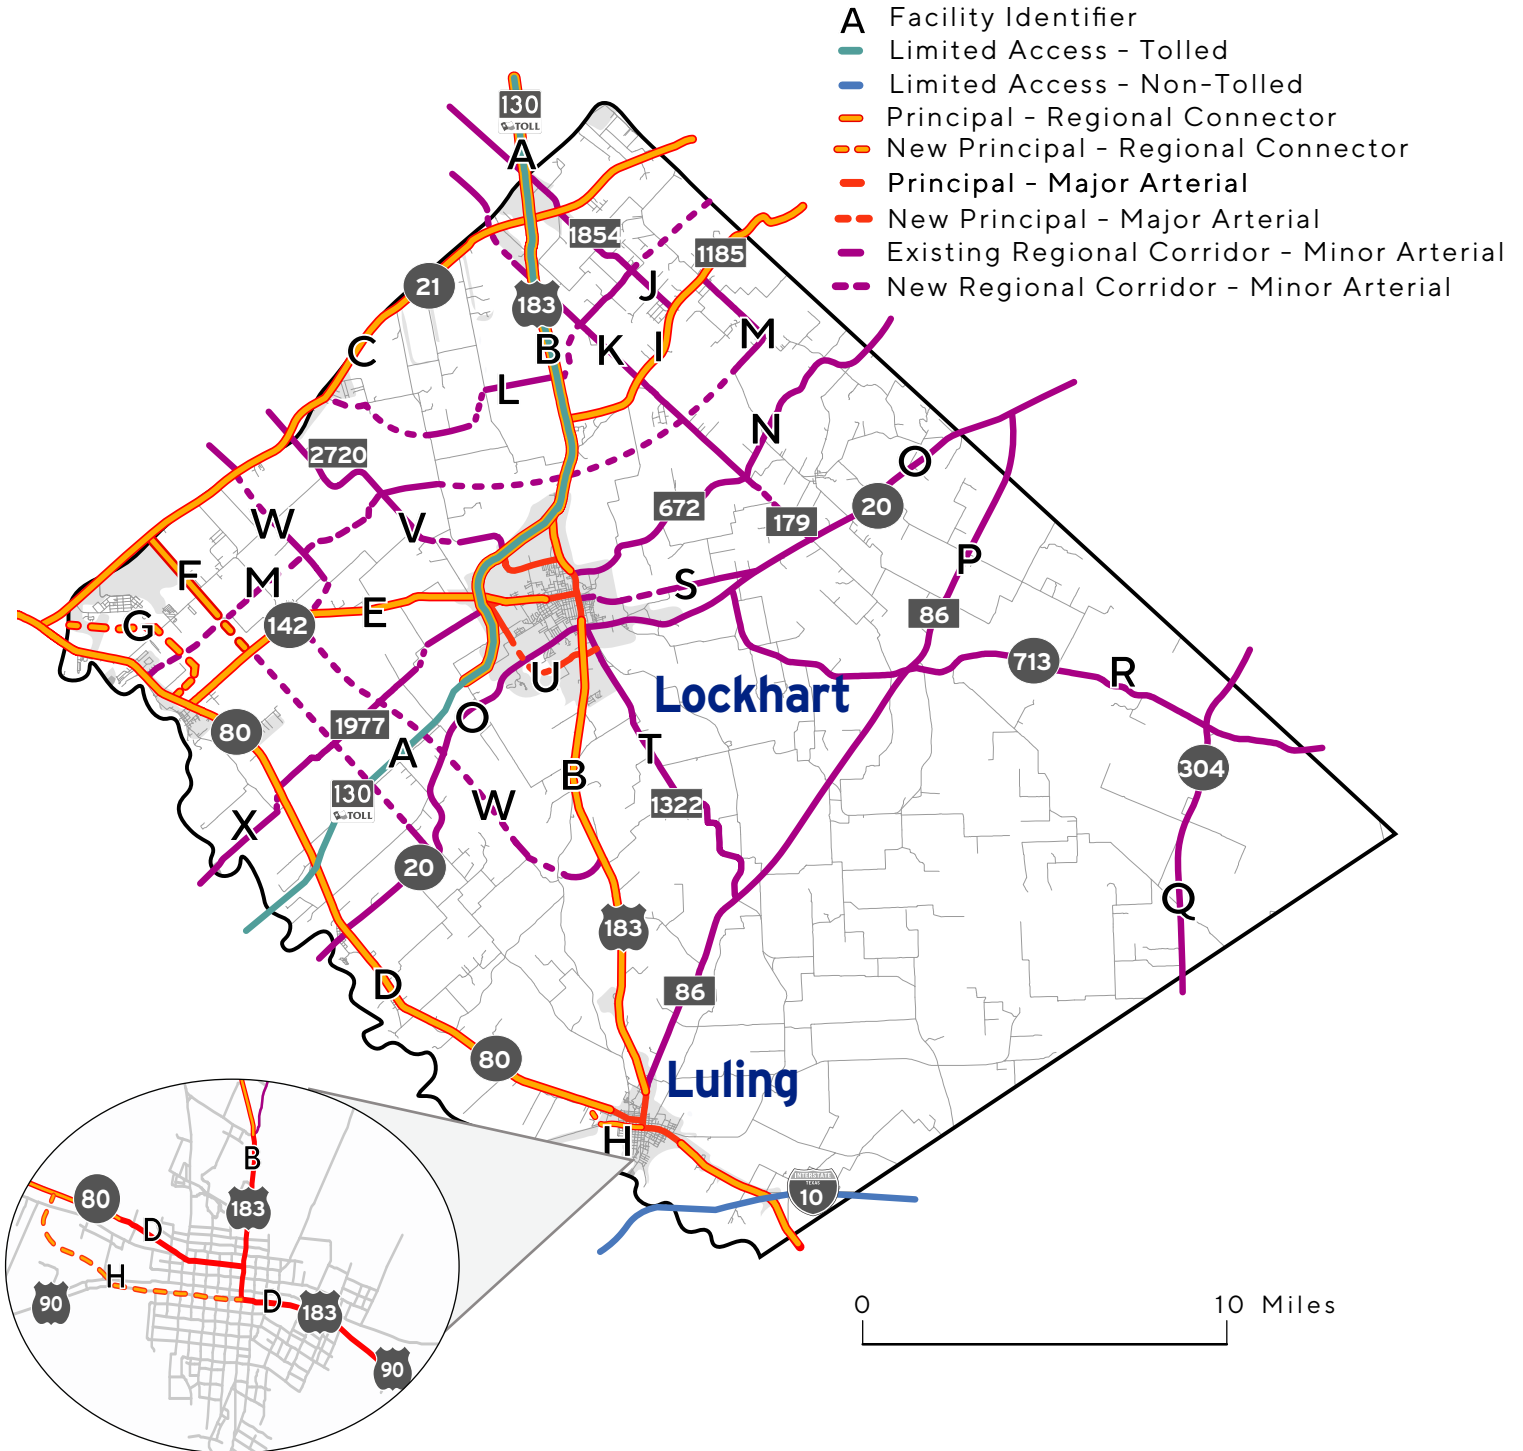 A Facility Identifier
Limited Access - Tolled
Limited Access - Non-Tolled
Principal - Regional Connector
New Principal - Regional Connector
Principal - Major Arterial
New Principal - Major Arterial
Existing Regional Corridor - Minor Arterial
New Regional Corridor - Minor Arterial
130
TOLL
A
1854
1185
21
183
J
M
C
B
K
I
L
N
2720
O
672
20
W
V
179
F
M
S
P
G
142
E
86
713
R
U
Lockhart
80
1977
O
A
T
B
304
130
TOLL
X
W
1322
20
Q
183
D
86
80
Luling
H
INTERSTATE
TEXAS
10
B
80
183
D
H
90
D
183
90
0 10 Miles